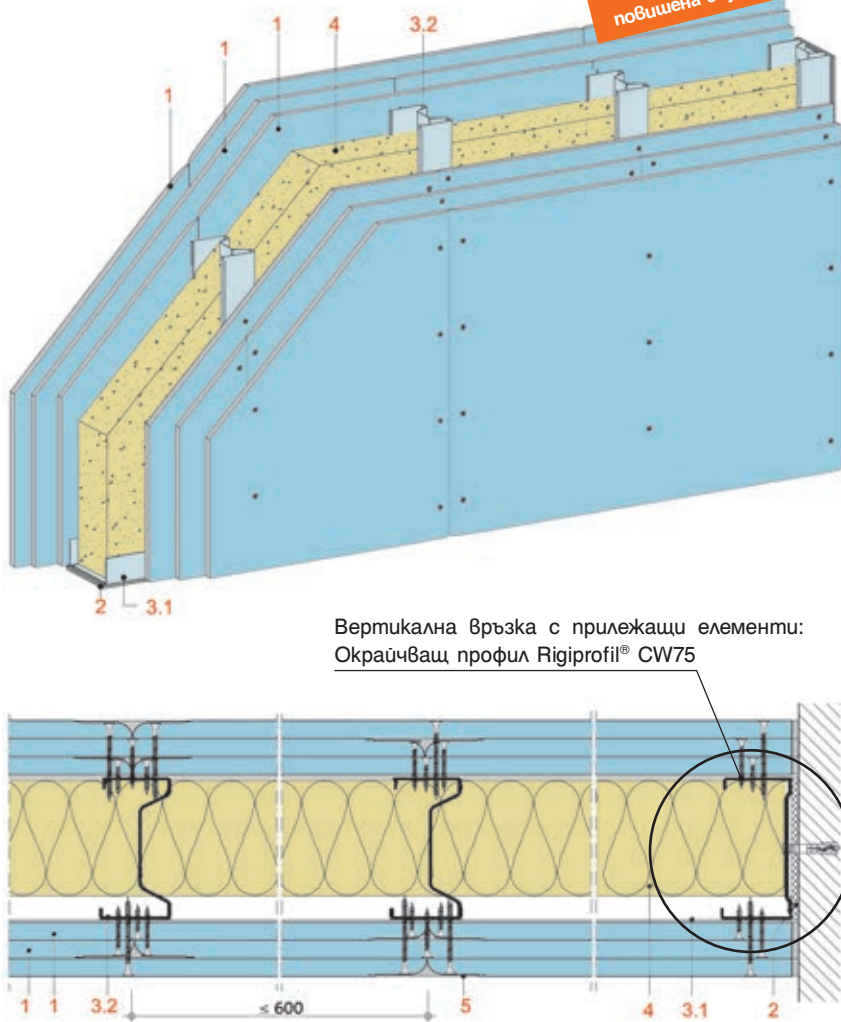 повишена
1 1 1 4 3.2
2 3.1
Вертикална връзка с прилежащи елементи:
Окрайчващ профил Rigiprofil® CW75
1 1 3.2 ≤ 600 5 4 3.1 2